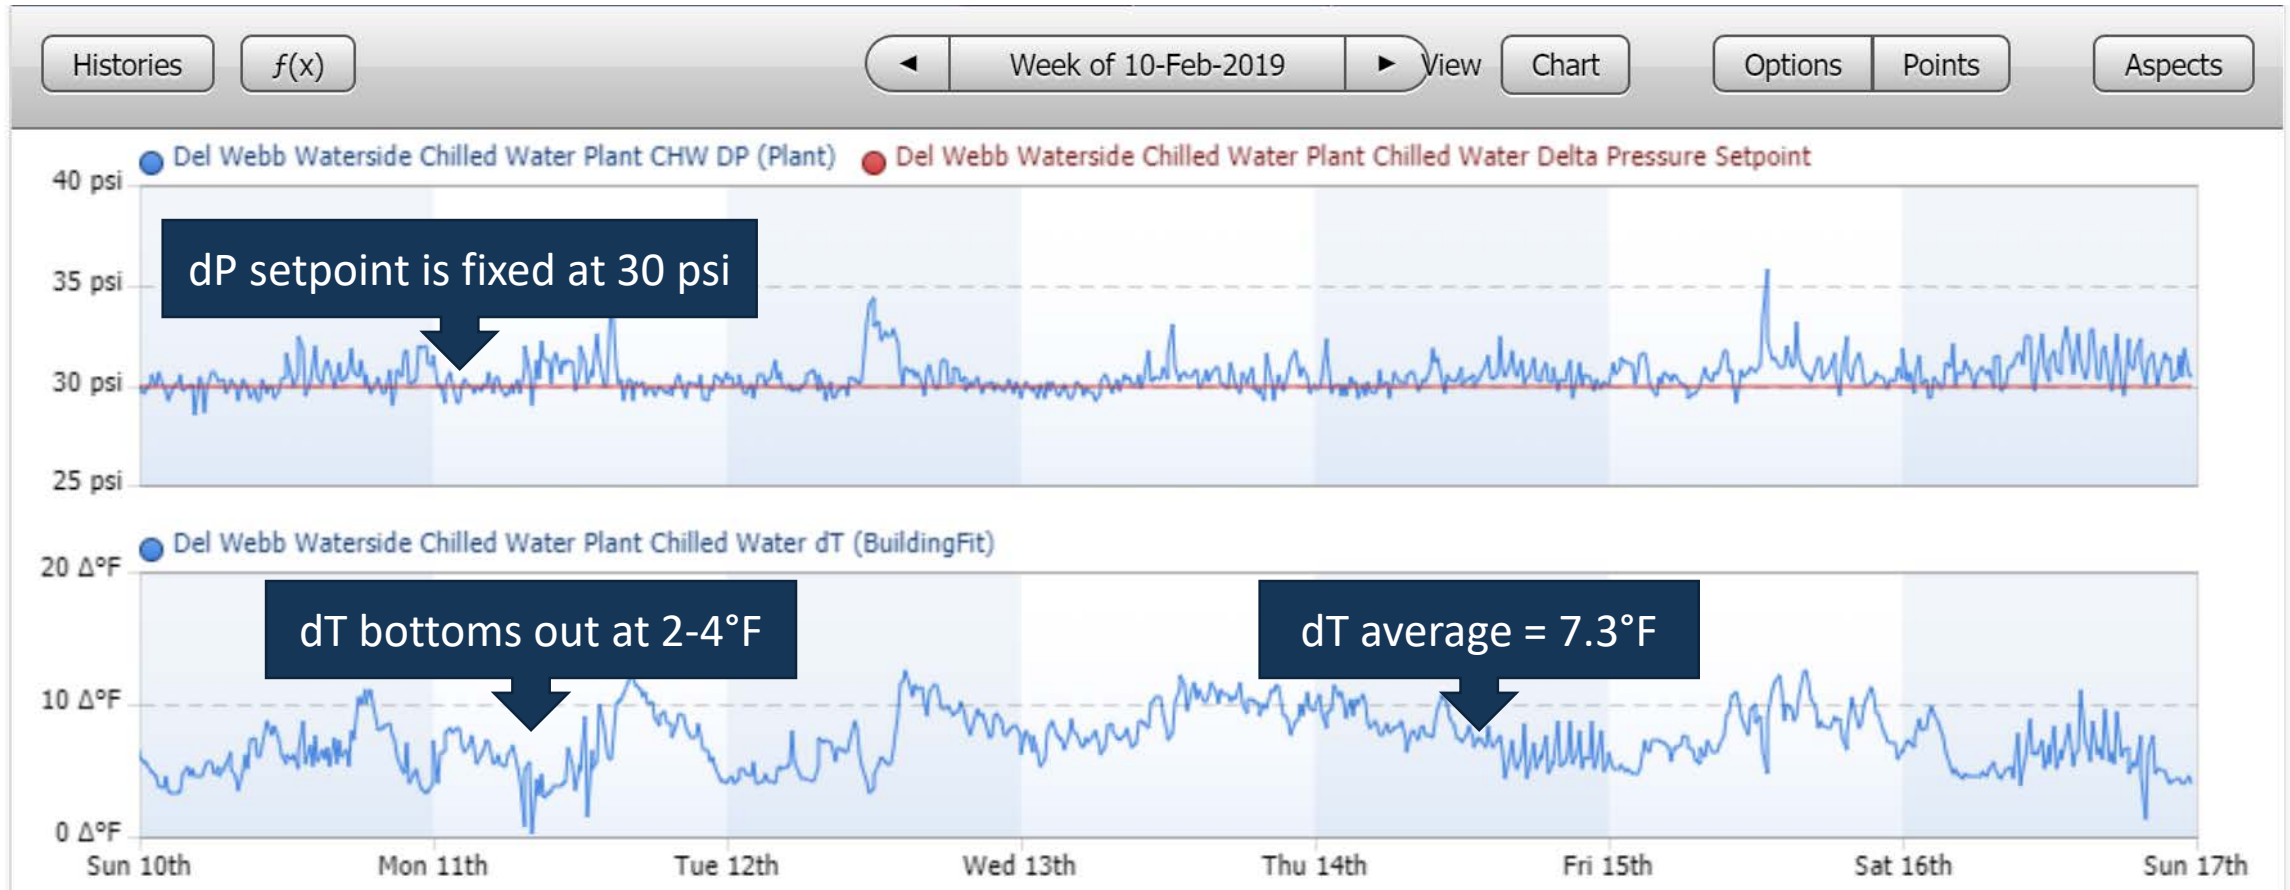 Histories f(x) ◄ Week of 10-Feb-2019 ► View Chart Options Points Aspects
Del Webb Waterside Chilled Water Plant CHW DP (Plant) Del Webb Waterside Chilled Water Plant Chilled Water Delta Pressure Setpoint
40 psi
dP setpoint is fixed at 30 psi
35 psi
30 psi
25 psi
Del Webb Waterside Chilled Water Plant Chilled Water dT (BuildingFit)
20 Δ°F
dT bottoms out at 2-4°F
dT average = 7.3°F
10 Δ°F
0 Δ°F
Sun 10th Mon 11th Tue 12th Wed 13th Thu 14th Fri 15th Sat 16th Sun 17th